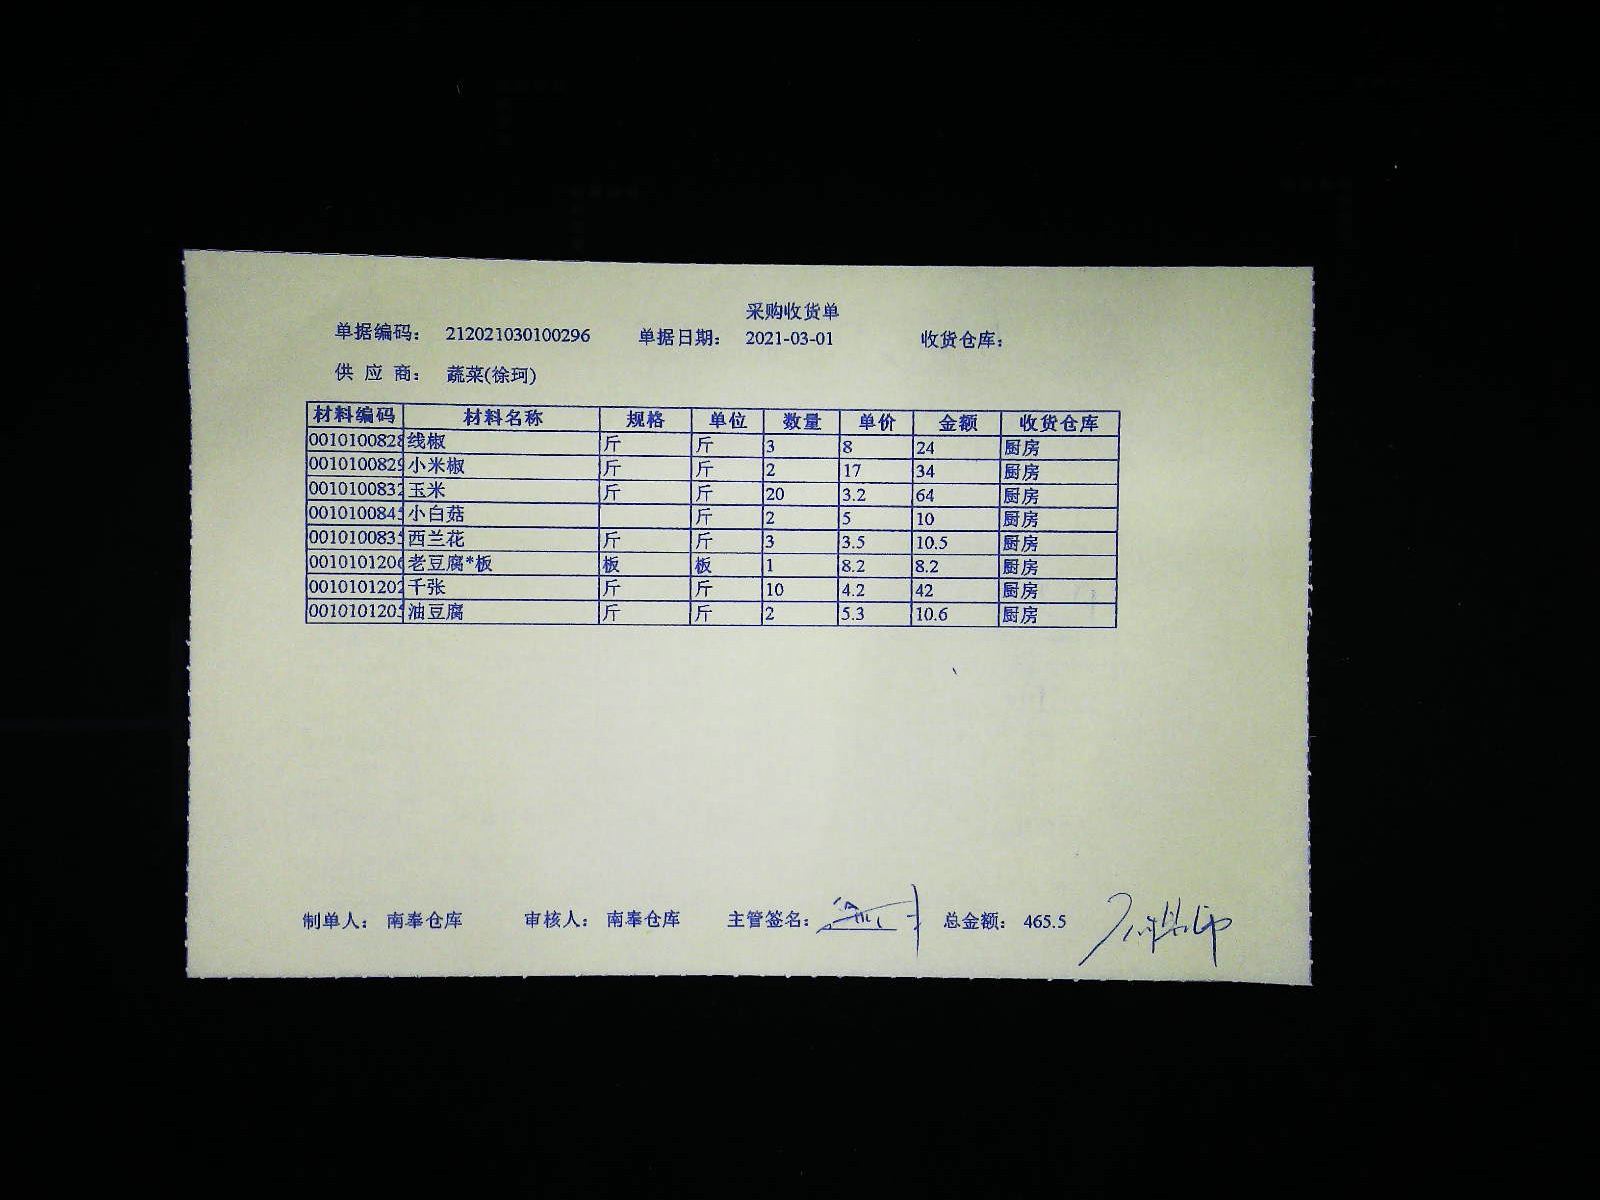 采购收货单
单据编码： 212021030100296 单据日期： 2021-03-01 收货仓库：
供 应 商： 蔬菜(徐珂)
材料编码 材料名称 规格 单位 数量 单价 金额 收货仓库
0010100828 线椒 斤 斤 3 8 24 厨房
0010100829 小米椒 斤 斤 2 17 34 厨房
0010100832 玉米 斤 斤 20 3.2 64 厨房
001010084 小白菇 斤 2 5 10 厨房
001010083 西兰花 斤 斤 3 3.5 10.5 厨房
0010101206 老豆腐*板 板 板 1 8.2 8.2 厨房
0010101202 千张 斤 斤 10 4.2 42 厨房
001010120 油豆腐 斤 斤 2 5.3 10.6 厨房
制单人： 南奉仓库 审核人： 南奉仓库 主管签名： 总金额： 465.5